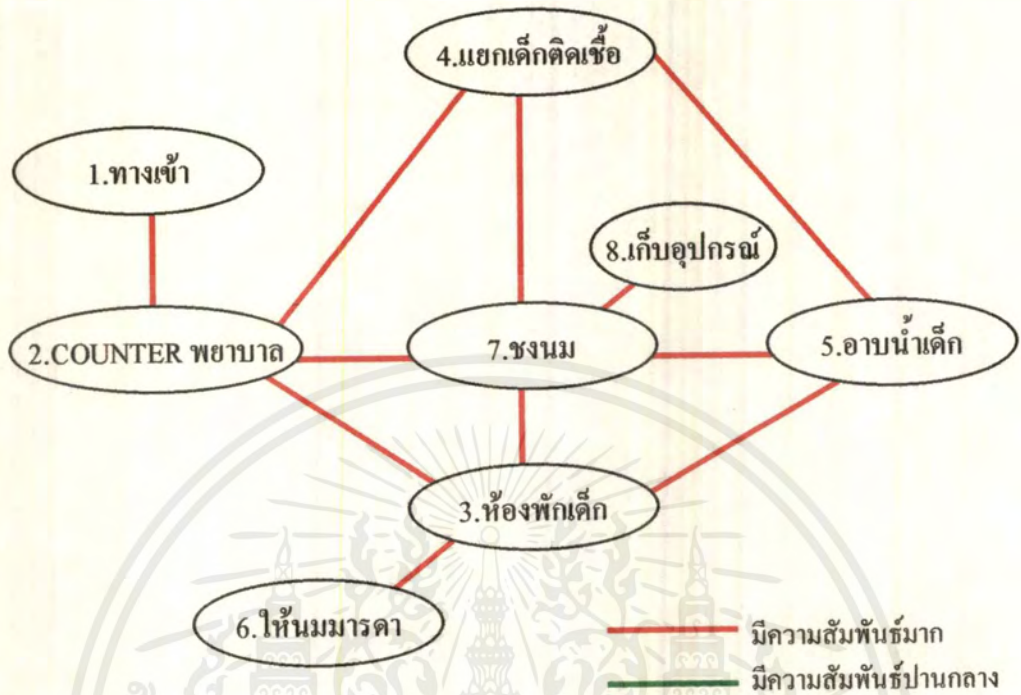 4.แยกเด็กติดเชื้อ
1.ทางเข้า
8.เก็บอุปกรณ์
2.COUNTER พยาบาล
7.ชงนม
5.อาบน้ำเด็ก
3.ห้องพักเด็ก
6.ให้นมมารดา
มีความสัมพันธ์มาก
มีความสัมพันธ์ปานกลาง